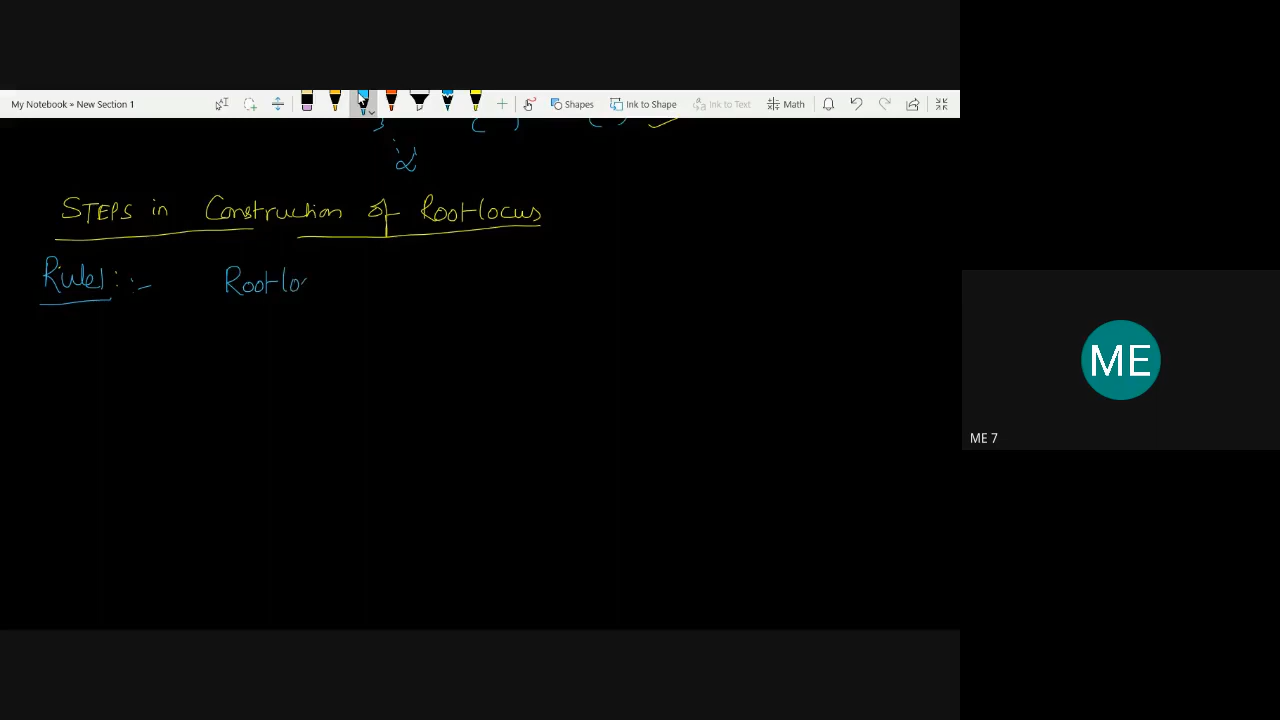 My Notebook » New Section 1
Shapes
Ink to Shape
Ink to Text
Math
α
STEPS in Construction of Rootlocus
Rule1: :- Rootlo
ME
ME 7